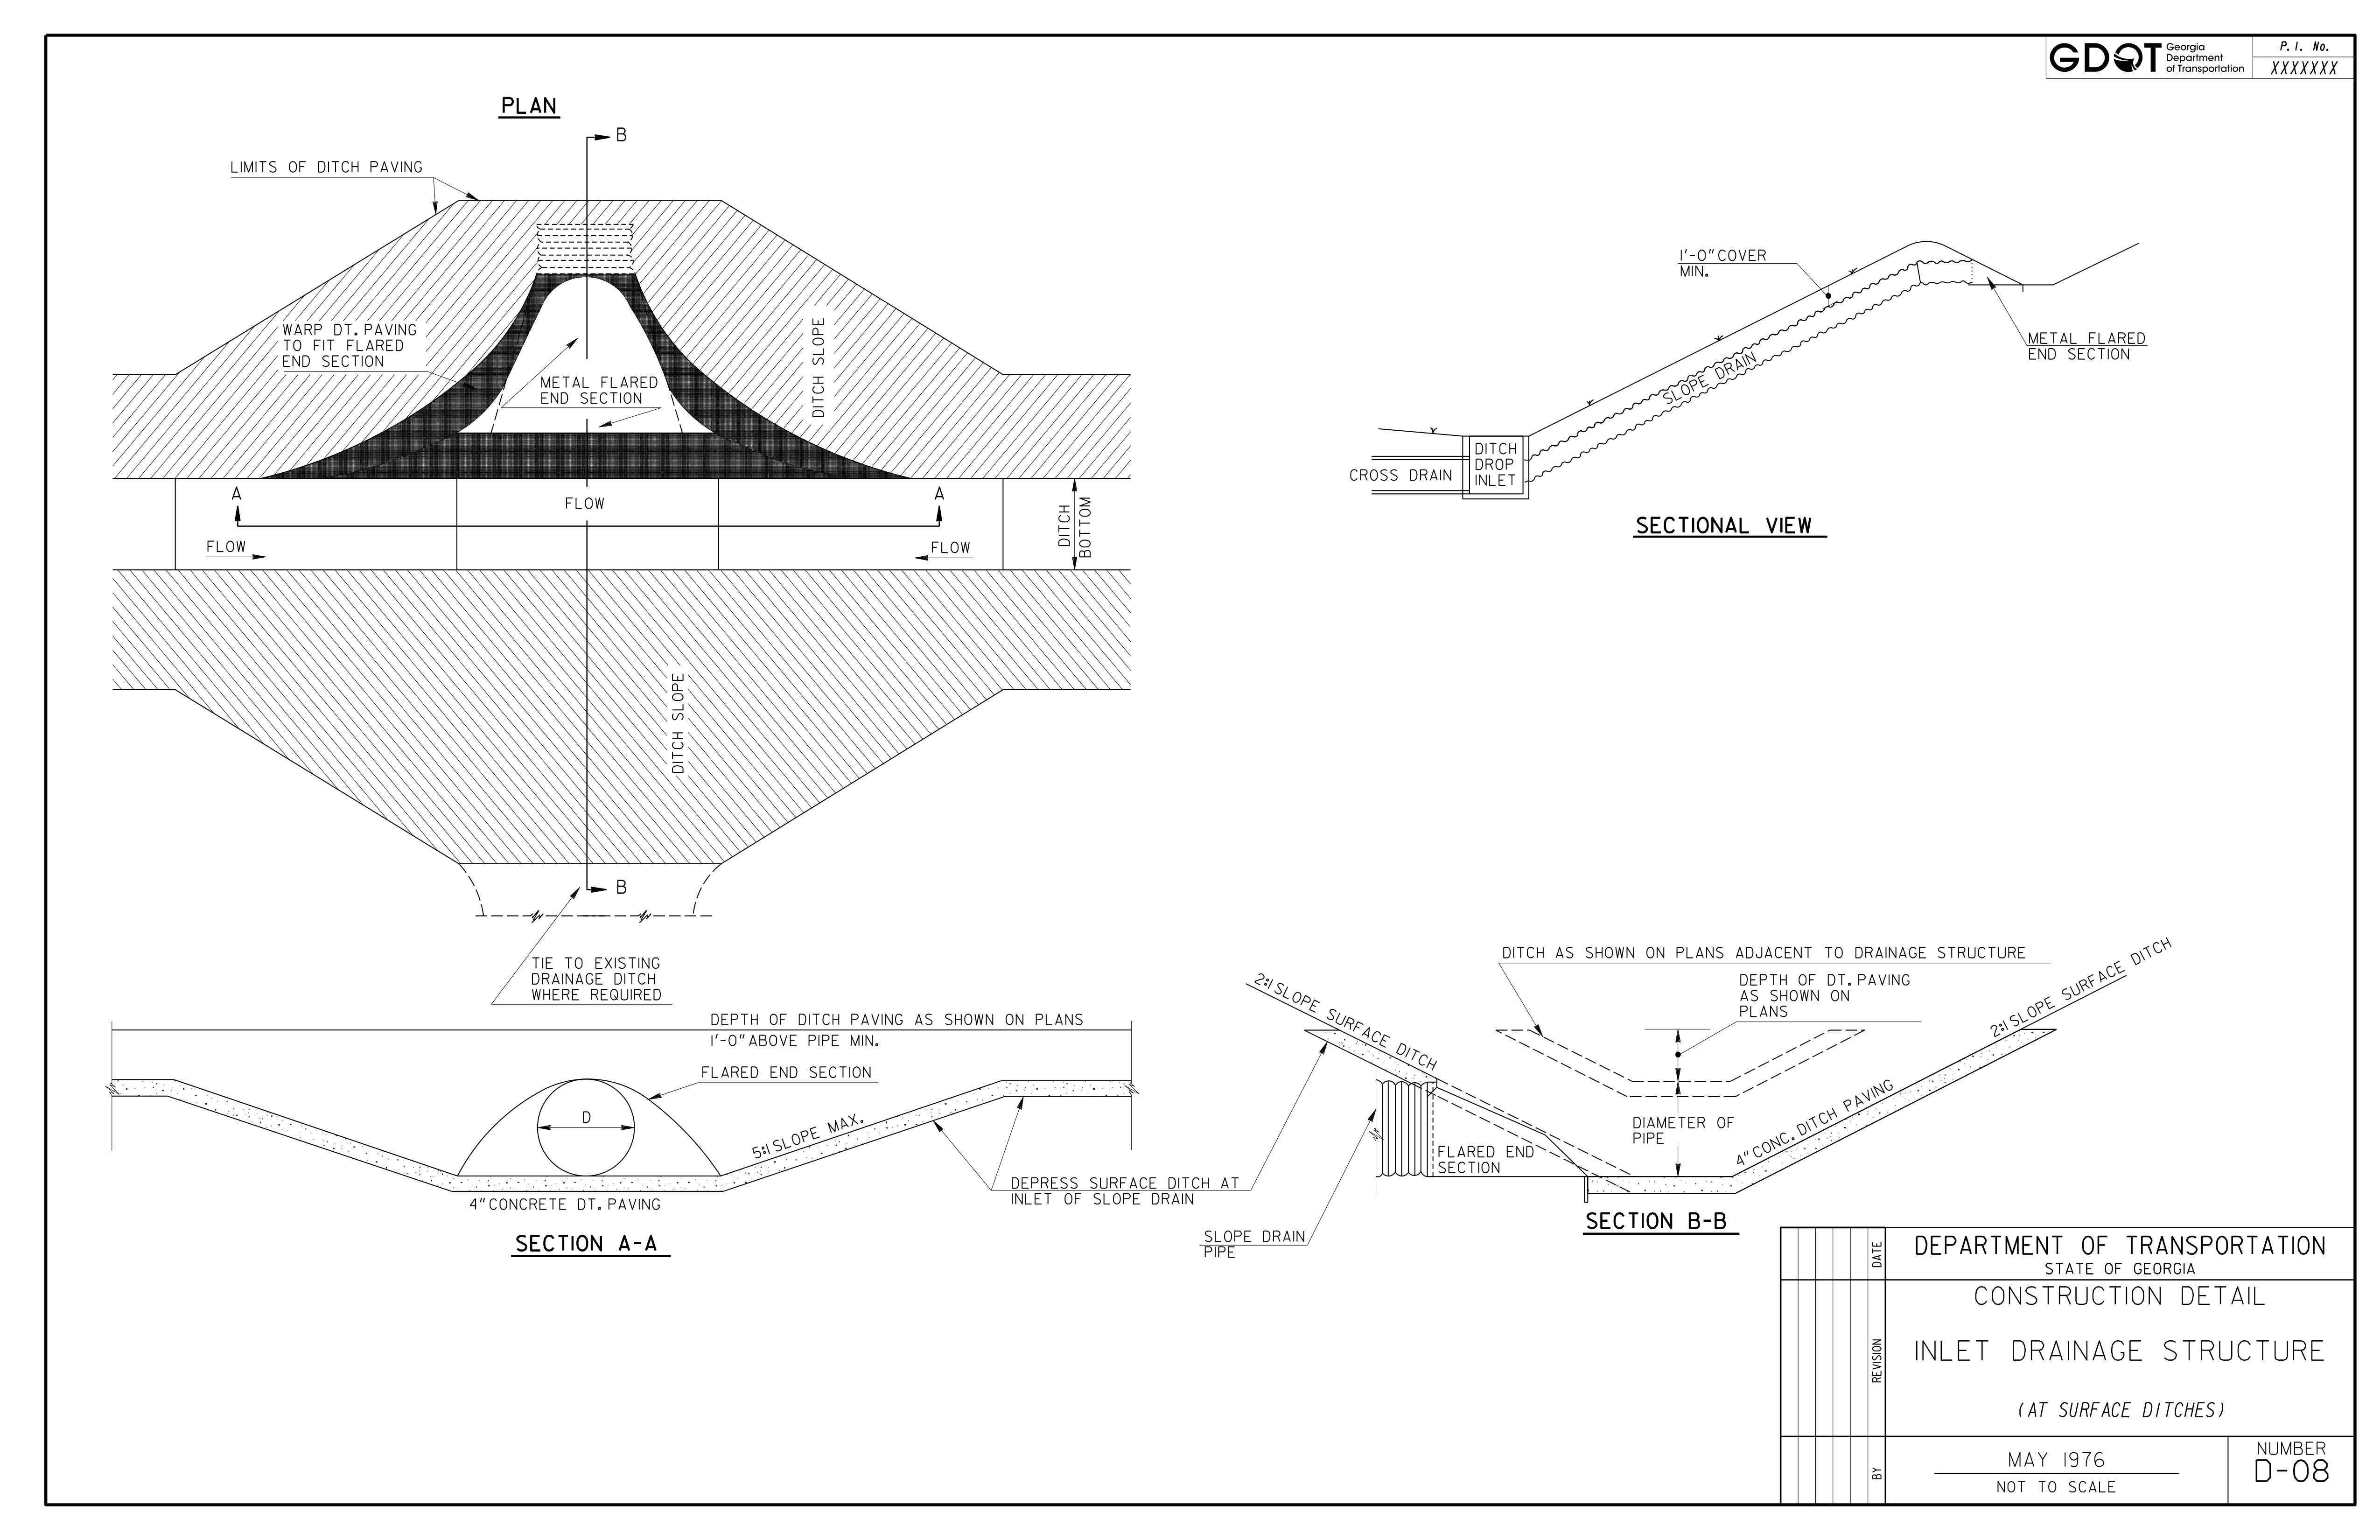 GDOT
Georgia
Department
of Transportation
P. I. No.
XXXXXXX
PLAN
B
LIMITS OF DITCH PAVING
WARP DT. PAVING
TO FIT FLARED
END SECTION
METAL FLARED
END SECTION
DITCH SLOPE
A
A
FLOW
FLOW
FLOW
DITCH
BOTTOM
DITCH SLOPE
B
TIE TO EXISTING
DRAINAGE DITCH
WHERE REQUIRED
1'-0" COVER
MIN.
SLOPE DRAIN
METAL FLARED
END SECTION
DITCH
DROP
INLET
CROSS DRAIN
SECTIONAL VIEW
DEPTH OF DITCH PAVING AS SHOWN ON PLANS
1'-0" ABOVE PIPE MIN.
FLARED END SECTION
D
5:1 SLOPE MAX.
4" CONCRETE DT. PAVING
DEPRESS SURFACE DITCH AT
INLET OF SLOPE DRAIN
SECTION A-A
DITCH AS SHOWN ON PLANS ADJACENT TO DRAINAGE STRUCTURE
DEPTH OF DT. PAVING
AS SHOWN ON
PLANS
2:1 SLOPE SURFACE DITCH
2:1 SLOPE SURFACE DITCH
DIAMETER OF
PIPE
4" CONC. DITCH PAVING
FLARED END
SECTION
SLOPE DRAIN
PIPE
SECTION B-B
DATE
REVISION
BY
DEPARTMENT OF TRANSPORTATION
STATE OF GEORGIA
CONSTRUCTION DETAIL
INLET DRAINAGE STRUCTURE
(AT SURFACE DITCHES)
MAY 1976
NOT TO SCALE
NUMBER
D-08